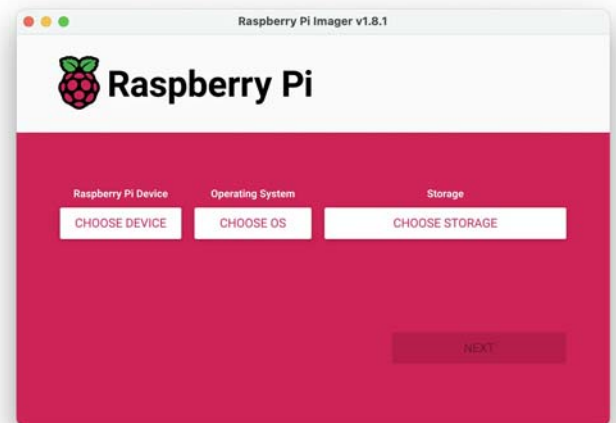 Raspberry Pi Imager v1.8.1
Raspberry Pi
Raspberry Pi Device
Operating System
Storage
CHOOSE DEVICE
CHOOSE OS
CHOOSE STORAGE
NEXT